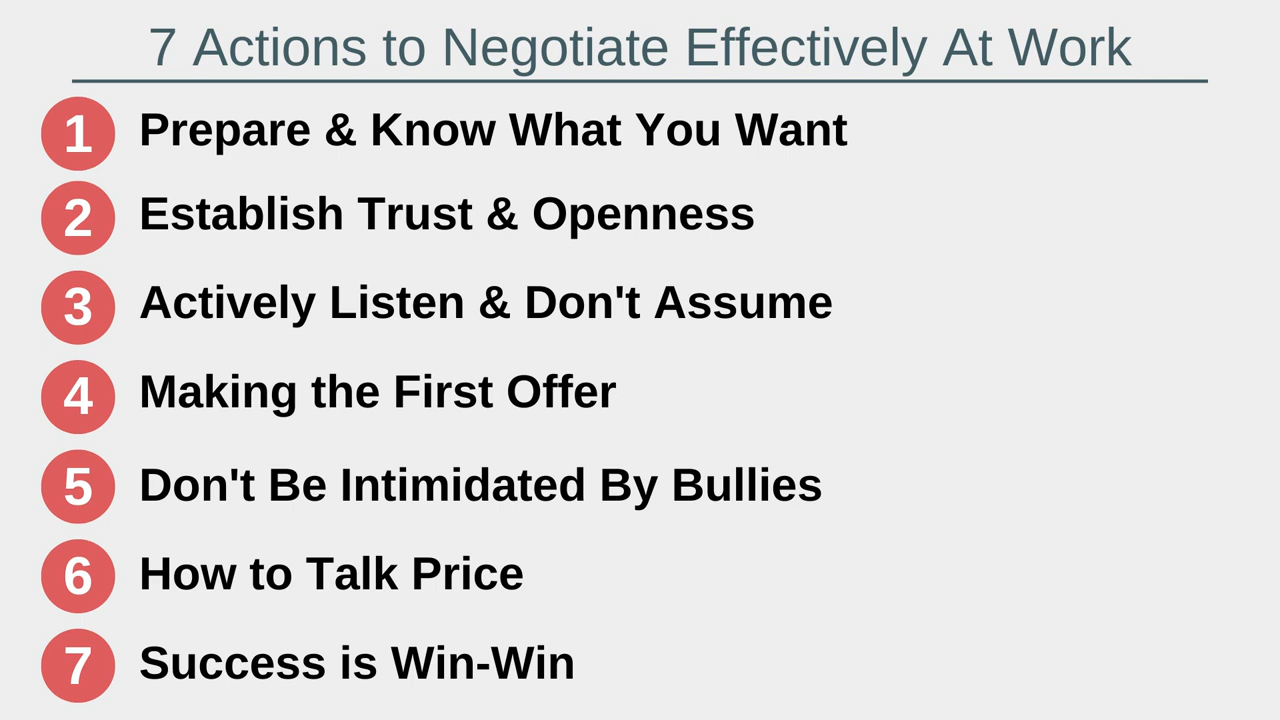 7 Actions to Negotiate Effectively At Work
1 Prepare & Know What You Want
2 Establish Trust & Openness
3 Actively Listen & Don't Assume
4 Making the First Offer
5 Don't Be Intimidated By Bullies
6 How to Talk Price
7 Success is Win-Win